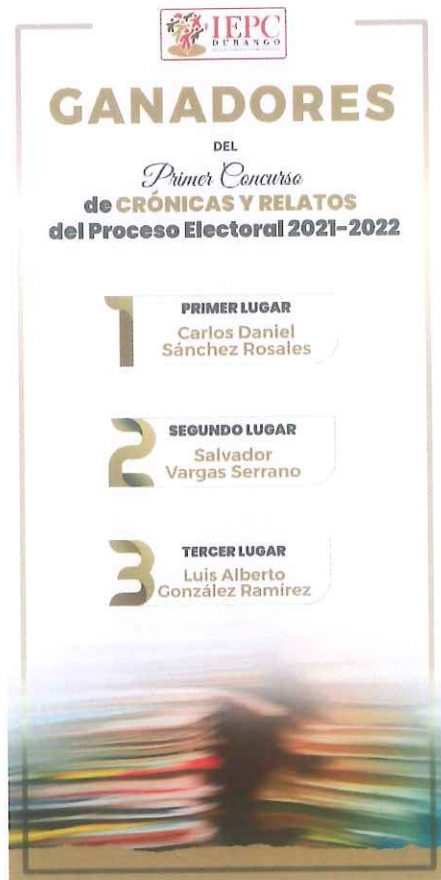 IEPC
DURANGO
GANADORES
DEL
Primer Concurso
de CRÓNICAS Y RELATOS
del Proceso Electoral 2021-2022
1
PRIMER LUGAR
Carlos Daniel
Sánchez Rosales
2
SEGUNDO LUGAR
Salvador
Vargas Serrano
3
TERCER LUGAR
Luis Alberto
González Ramírez